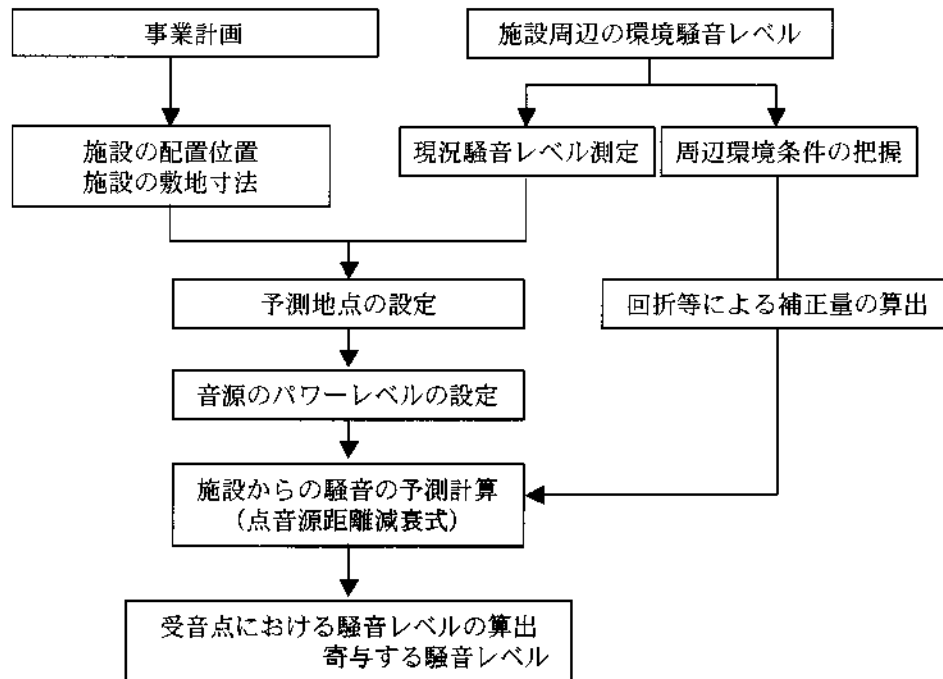 事業計画
施設周辺の環境騒音レベル
施設の配置位置
施設の敷地寸法
現況騒音レベル測定
周辺環境条件の把握
予測地点の設定
回折等による補正量の算出
音源のパワーレベルの設定
施設からの騒音の予測計算
(点音源距離減衰式)
受音点における騒音レベルの算出
寄与する騒音レベル